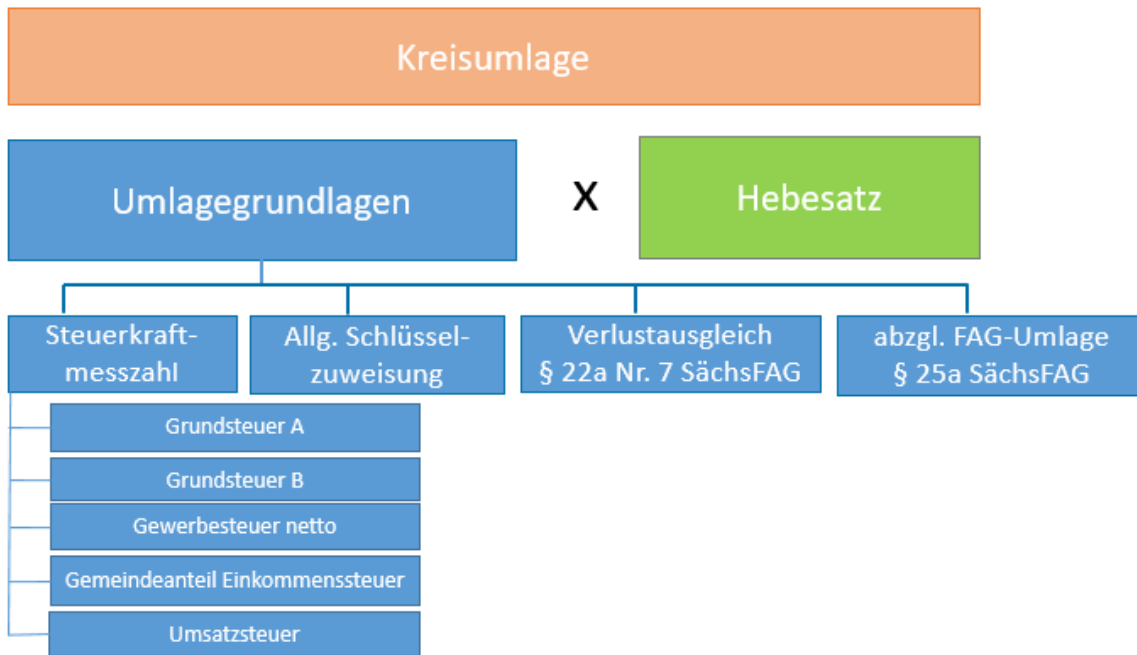 Kreisumlage
Umlagegrundlagen
X
Hebesatz
Steuerkraft-
messzahl
Allg. Schlüssel-
zuweisung
Verlustausgleich
§ 22a Nr. 7 SächsFAG
abzgl. FAG-Umlage
§ 25a SächsFAG
Grundsteuer A
Grundsteuer B
Gewerbesteuer netto
Gemeindeanteil Einkommenssteuer
Umsatzsteuer